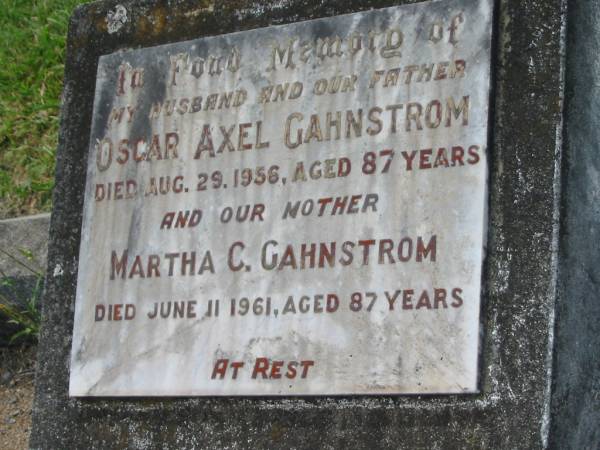 In Fond Memory of
MY HUSBAND AND OUR FATHER
OSCAR AXEL GAHNSTROM
DIED AUG. 29. 1956, AGED 87 YEARS
AND OUR MOTHER
MARTHA C. GAHNSTROM
DIED JUNE 11 1961, AGED 87 YEARS
AT REST